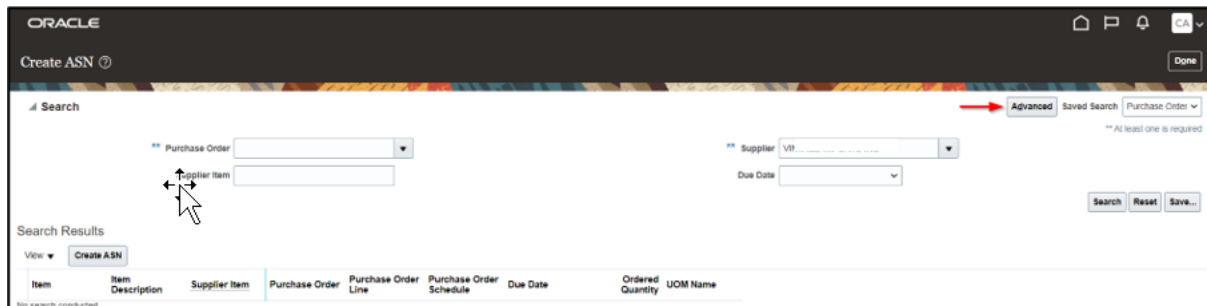 ORACLE
CA
Create ASN
Done
Search
Advanced Saved Search Purchase Order
** At least one is required
** Purchase Order
** Supplier
Supplier Item
Due Date
Search Reset Save...
Search Results
View Create ASN
Item Item Description Supplier Item Purchase Order Purchase Order Line Purchase Order Schedule Due Date Ordered Quantity UOM Name
No search conducted